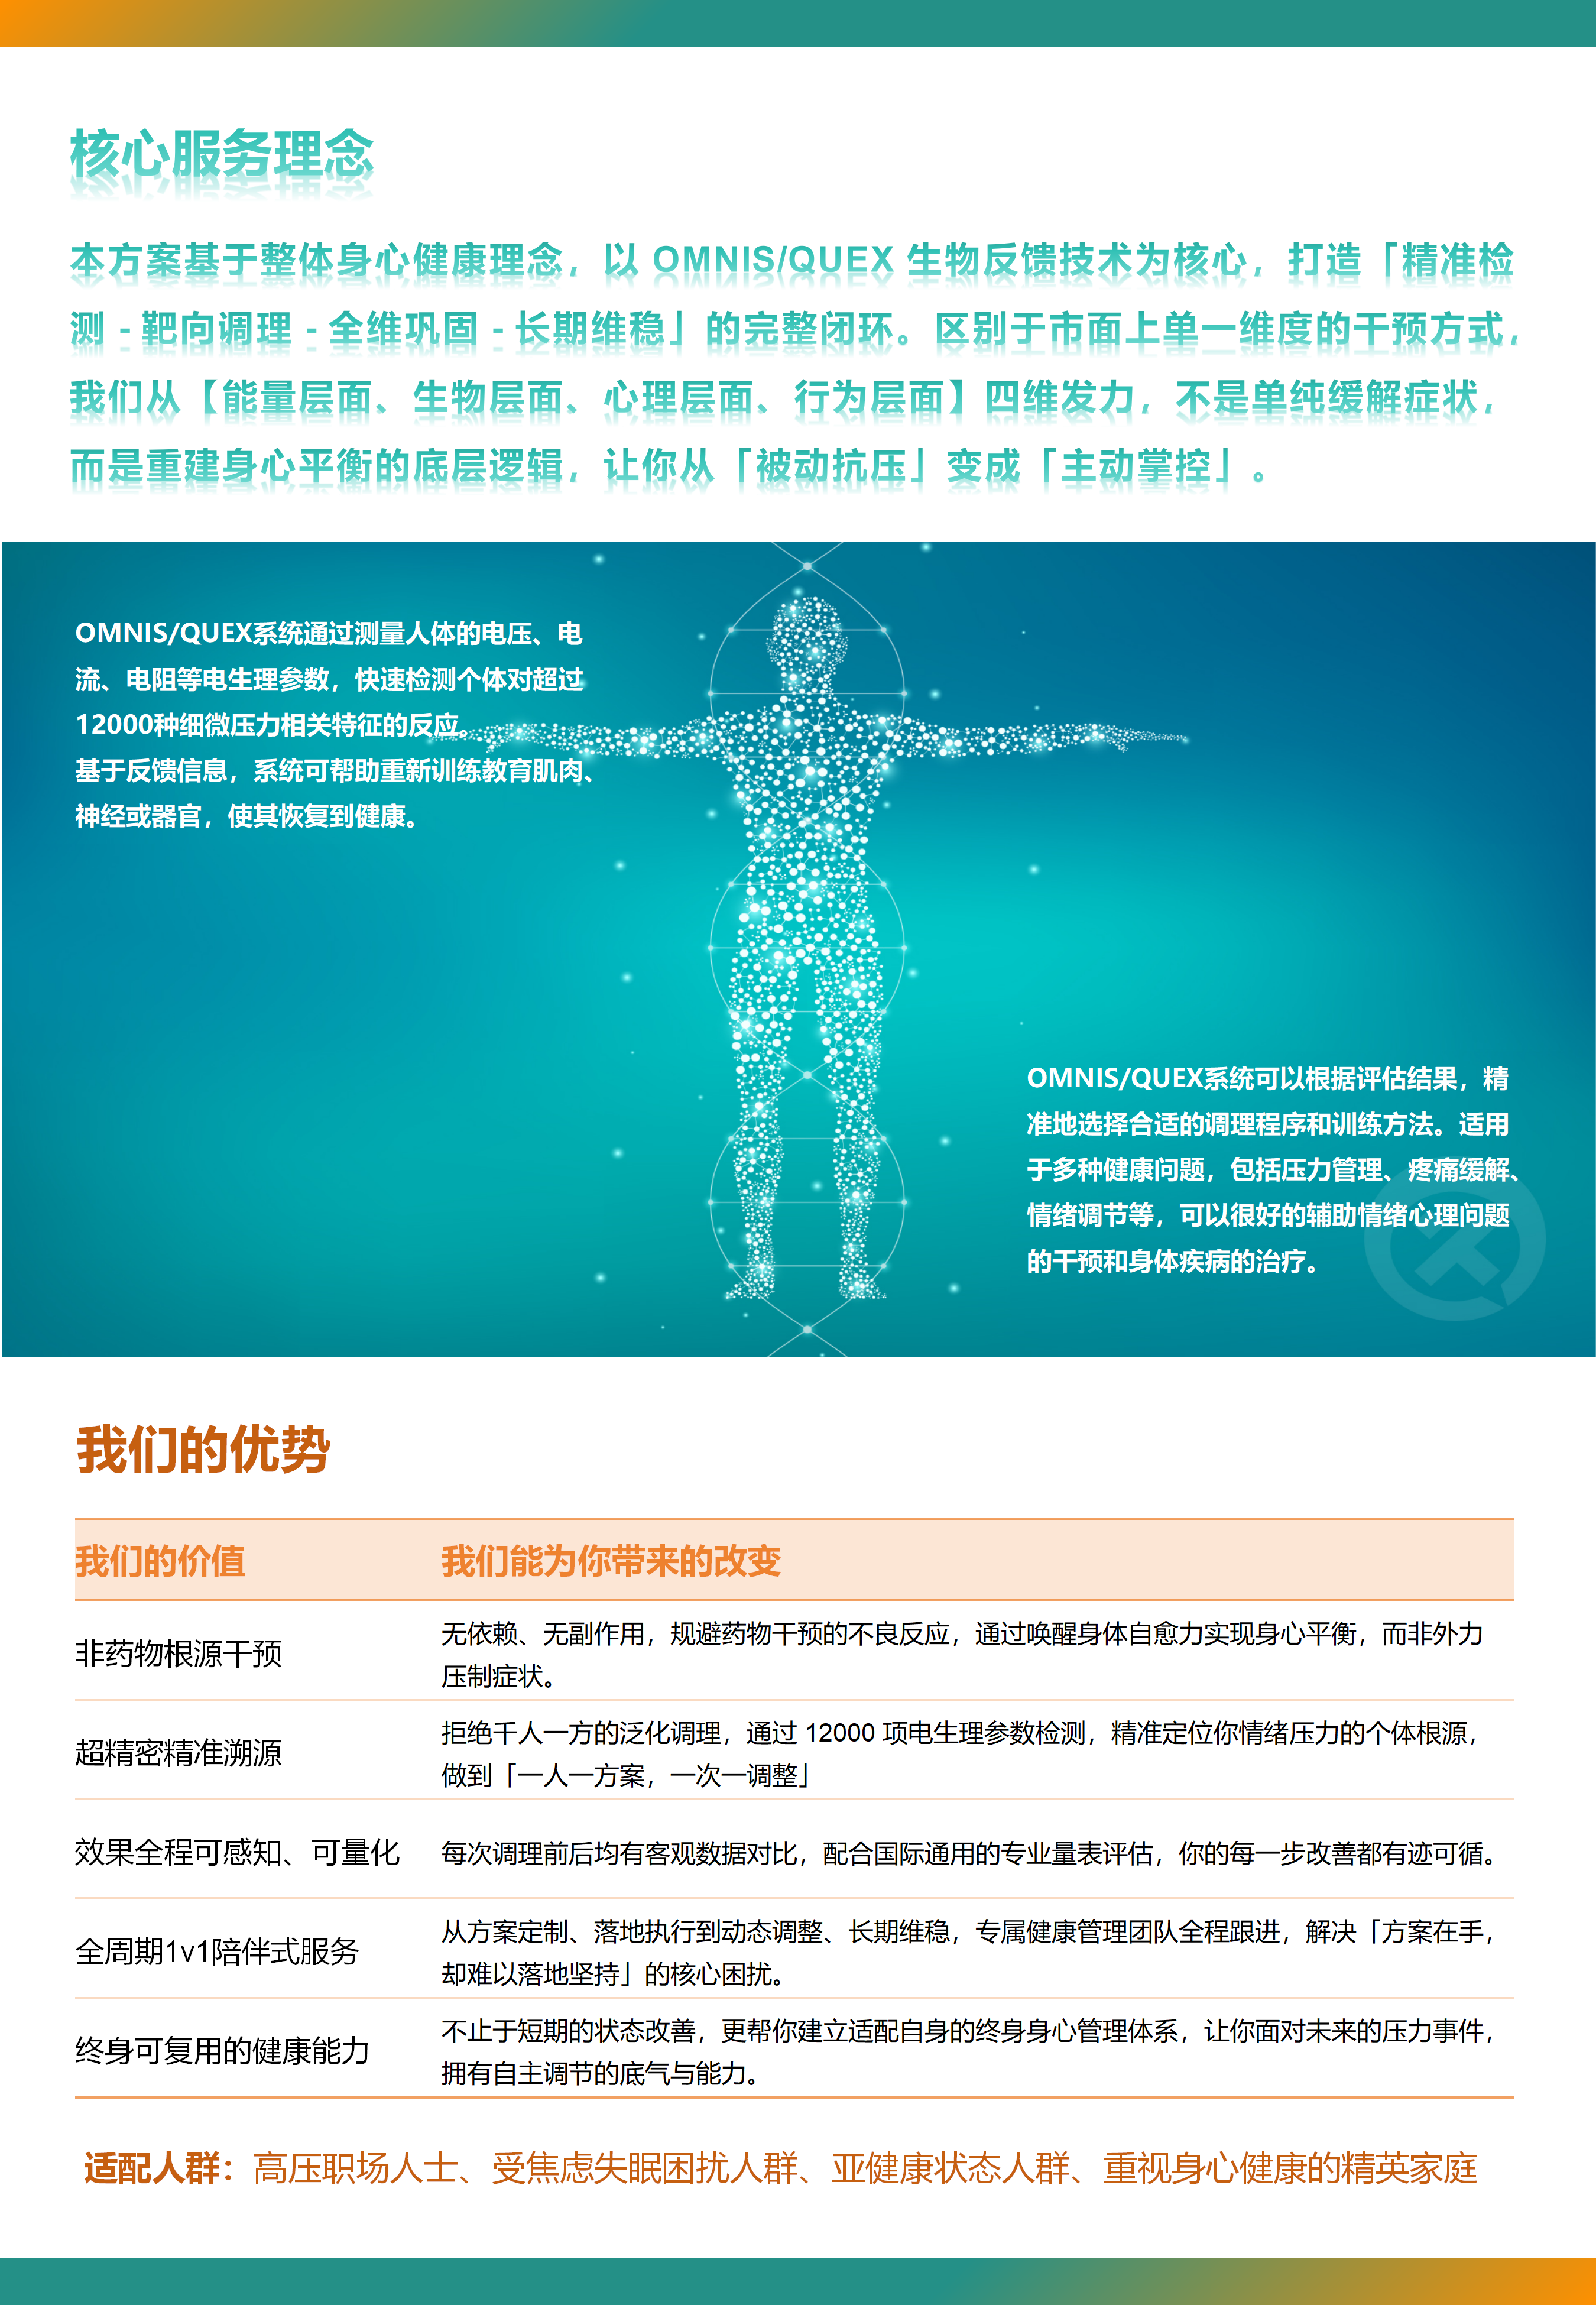 核心服务理念
本方案基于整体身心健康理念，以 OMNIS/QUEX 生物反馈技术为核心，打造「精准检
测 - 靶向调理 - 全维巩固 - 长期维稳」的完整闭环。区别于市面上单一维度的干预方式，
我们从【能量层面、生物层面、心理层面、行为层面】四维发力，不是单纯缓解症状，
而是重建身心平衡的底层逻辑，让你从「被动抗压」变成「主动掌控」。
OMNIS/QUEX系统通过测量人体的电压、电
流、电阻等电生理参数，快速检测个体对超过
12000种细微压力相关特征的反应。
基于反馈信息，系统可帮助重新训练教育肌肉、
神经或器官，使其恢复到健康。
OMNIS/QUEX系统可以根据评估结果，精
准地选择合适的调理程序和训练方法。适用
于多种健康问题，包括压力管理、疼痛缓解、
情绪调节等，可以很好的辅助情绪心理问题
的干预和身体疾病的治疗。
我们的优势
我们的价值 我们能为你带来的改变
非药物根源干预
无依赖、无副作用，规避药物干预的不良反应，通过唤醒身体自愈力实现身心平衡，而非外力
压制症状。
超精密精准溯源
拒绝千人一方的泛化调理，通过 12000 项电生理参数检测，精准定位你情绪压力的个体根源，
做到「一人一方案，一次一调整」
效果全程可感知、可量化 每次调理前后均有客观数据对比，配合国际通用的专业量表评估，你的每一步改善都有迹可循。
全周期1v1陪伴式服务
从方案定制、落地执行到动态调整、长期维稳，专属健康管理团队全程跟进，解决「方案在手，
却难以落地坚持」的核心困扰。
终身可复用的健康能力
不止于短期的状态改善，更帮你建立适配自身的终身身心管理体系，让你面对未来的压力事件，
拥有自主调节的底气与能力。
适配人群：高压职场人士、受焦虑失眠困扰人群、亚健康状态人群、重视身心健康的精英家庭